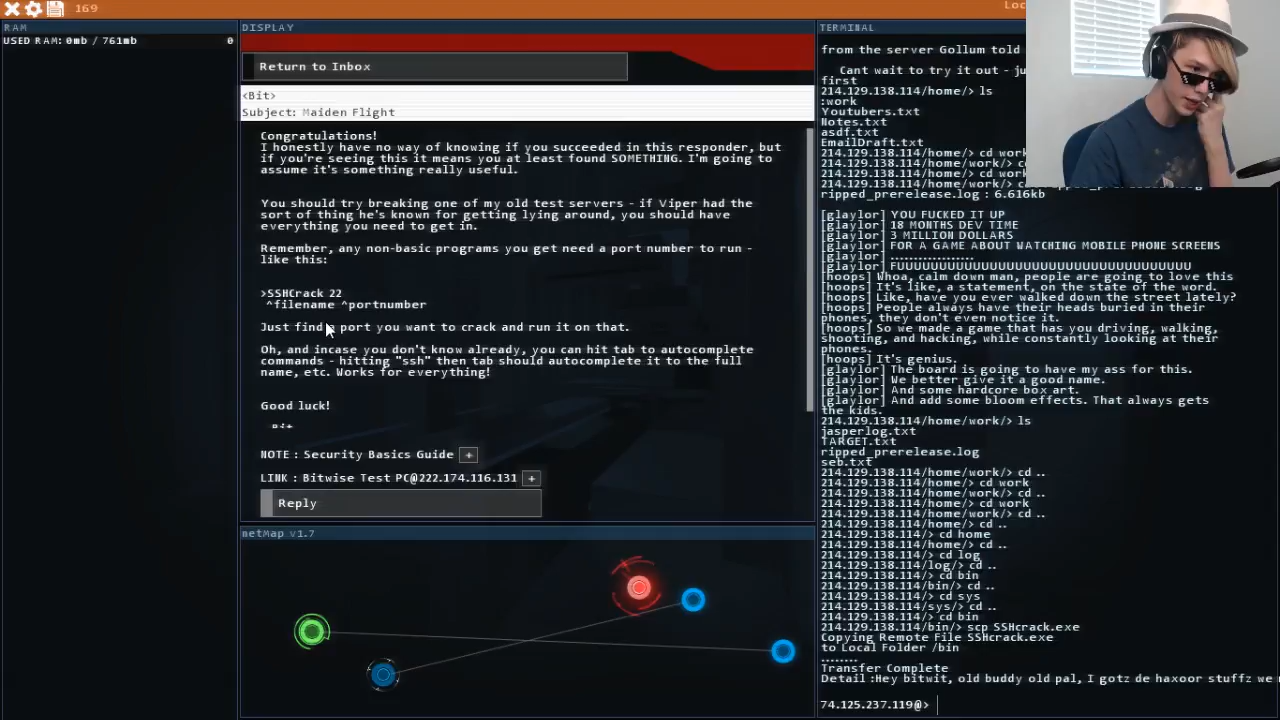 169
Loc
RAM
USED RAM: 0mb / 761mb
0
DISPLAY
Return to Inbox
<Bit>
Subject: Maiden Flight
Congratulations!
I honestly have no way of knowing if you succeeded in this responder, but
if you're seeing this it means you at least found SOMETHING. I'm going to
assume it's something really useful.
You should try breaking one of my old test servers - if Viper had the
sort of thing he's known for getting lying around, you should have
everything you need to get in.
Remember, any non-basic programs you get need a port number to run -
like this:
>SSHCrack 22
^filename ^portnumber
Just find a port you want to crack and run it on that.
Oh, and incase you don't know already, you can hit tab to autocomplete
commands - hitting "ssh" then tab should autocomplete it to the full
name, etc. Works for everything!
Good luck!
NOTE : Security Basics Guide +
LINK : Bitwise Test PC@222.174.116.131 +
Reply
netMap v1.7
TERMINAL
from the server Gollum told
Cant wait to try it out - ju
first
214.129.138.114/home/> ls
:work
Youtubers.txt
Notes.txt
asdf.txt
EmailDraft.txt
214.129.138.114/home/> cd work
214.129.138.114/home/work/> c
214.129.138.114/home/work/>
ripped_prerelease.log : 6.616kb
[glaylor] YOU FUCKED IT UP
[glaylor] 18 MONTHS DEV TIME
[glaylor] 3 MILLION DOLLARS
[glaylor] FOR A GAME ABOUT WATCHING MOBILE PHONE SCREENS
[glaylor] ..................
[glaylor] FUUUUUUUUUUUUUUUUUUUUUUUUUUUUUUUUUUU
[hoops] Whoa, calm down man, people are going to love this
[hoops] It's like, a statement, on the state of the word.
[hoops] Like, have you ever walked down the street lately?
[hoops] People always have their heads buried in their
phones, they don't even notice it.
[hoops] So we made a game that has you driving, walking,
shooting, and hacking, while constantly looking at their
phones.
[hoops] It's genius.
[glaylor] The board is going to have my ass for this.
[hoops] We better give it a good name.
[glaylor] And some hardcore box art.
[glaylor] And add some bloom effects. That always gets
the kids.
214.129.138.114/home/work/> ls
jasperlog.txt
TARGET.txt
ripped_prerelease.log
seb.txt
214.129.138.114/home/work/> cd ..
214.129.138.114/home/> cd work
214.129.138.114/home/work/> cd ..
214.129.138.114/home/> cd work
214.129.138.114/home/work/> cd ..
214.129.138.114/home/> cd ..
214.129.138.114/> cd home
214.129.138.114/home/> cd ..
214.129.138.114/> cd log
214.129.138.114/log/> cd ..
214.129.138.114/> cd bin
214.129.138.114/bin/> cd ..
214.129.138.114/> cd sys
214.129.138.114/sys/> cd ..
214.129.138.114/> cd bin
214.129.138.114/bin/> scp SSHcrack.exe
Copying Remote File SSHcrack.exe
to Local Folder /bin
........
Transfer Complete
Detail :Hey bitwit, old buddy old pal, I gotz de haxoor stuffz we n
74.125.237.119@>